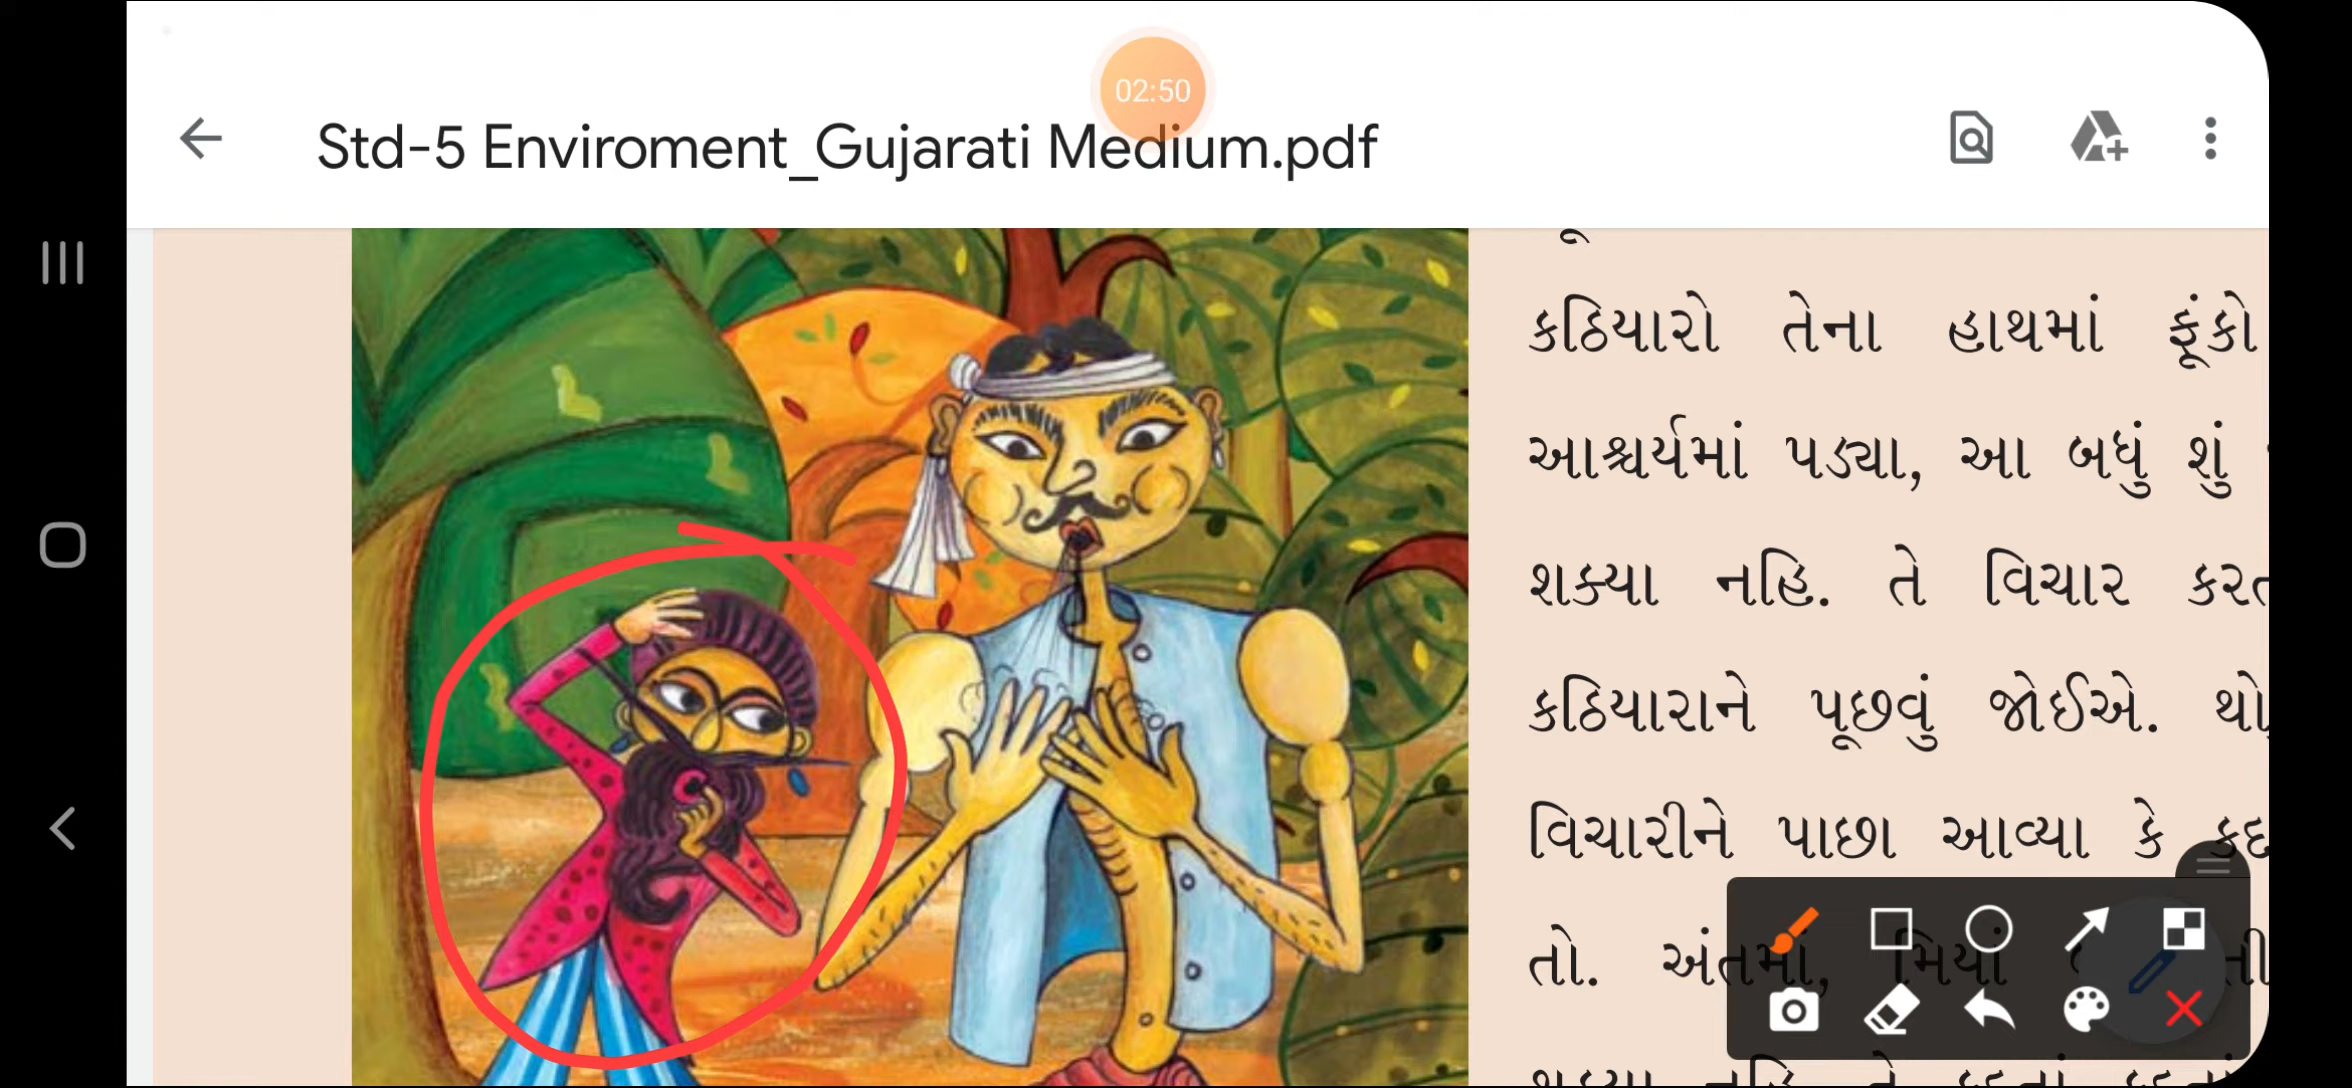 02:50
Std-5 Enviroment_Gujarati Medium.pdf
કઠિયારો તેના હાથમાં ફૂંકો
આશ્ચર્યમાં પડ્યા, આ બધું શું
શક્યા નહિ. તે વિચાર
કઠિયારાને પૂછવું જોઈએ.
વિચારીને પાછા આવ્યા કે
તો. અંતમાં, મિયાં